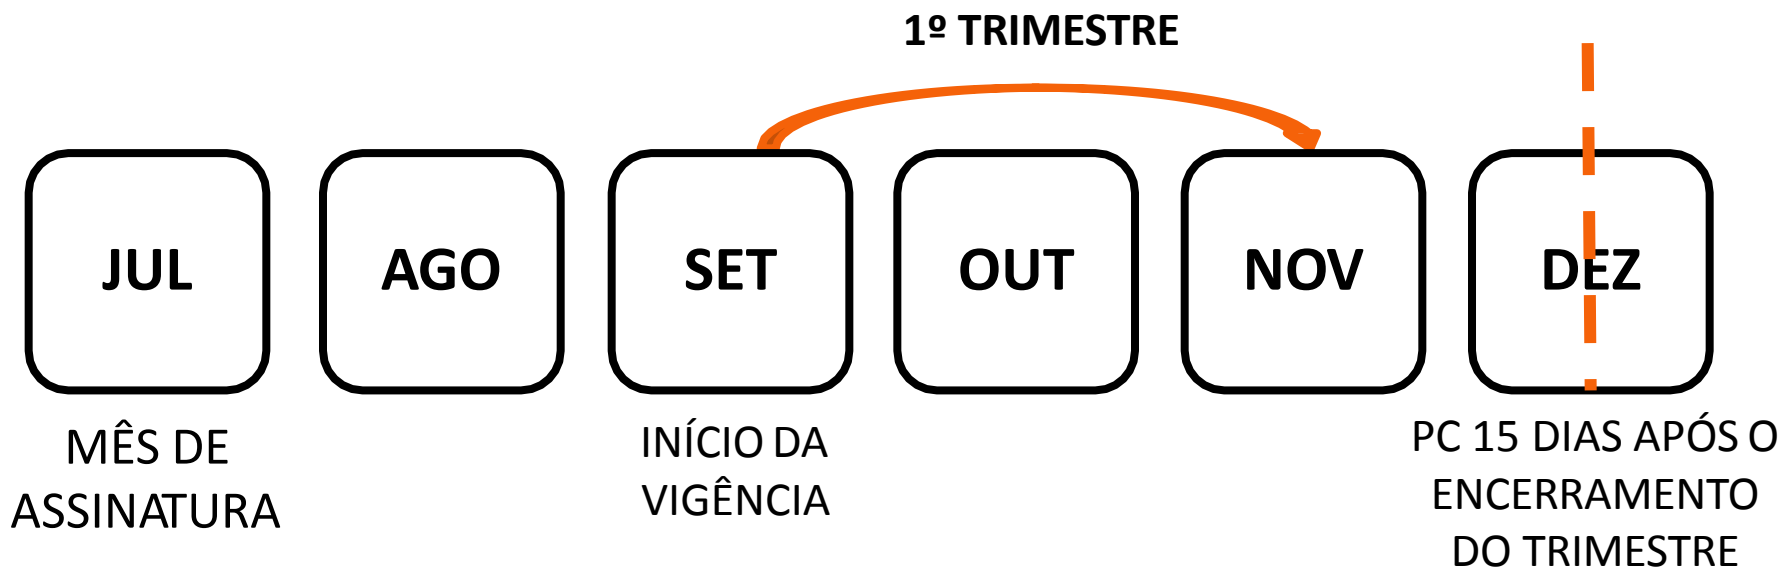 1º TRIMESTRE
JUL
AGO
SET
OUT
NOV
DEZ
MÊS DE
ASSINATURA
INÍCIO DA
VIGÊNCIA
PC 15 DIAS APÓS O
ENCERRAMENTO
DO TRIMESTRE